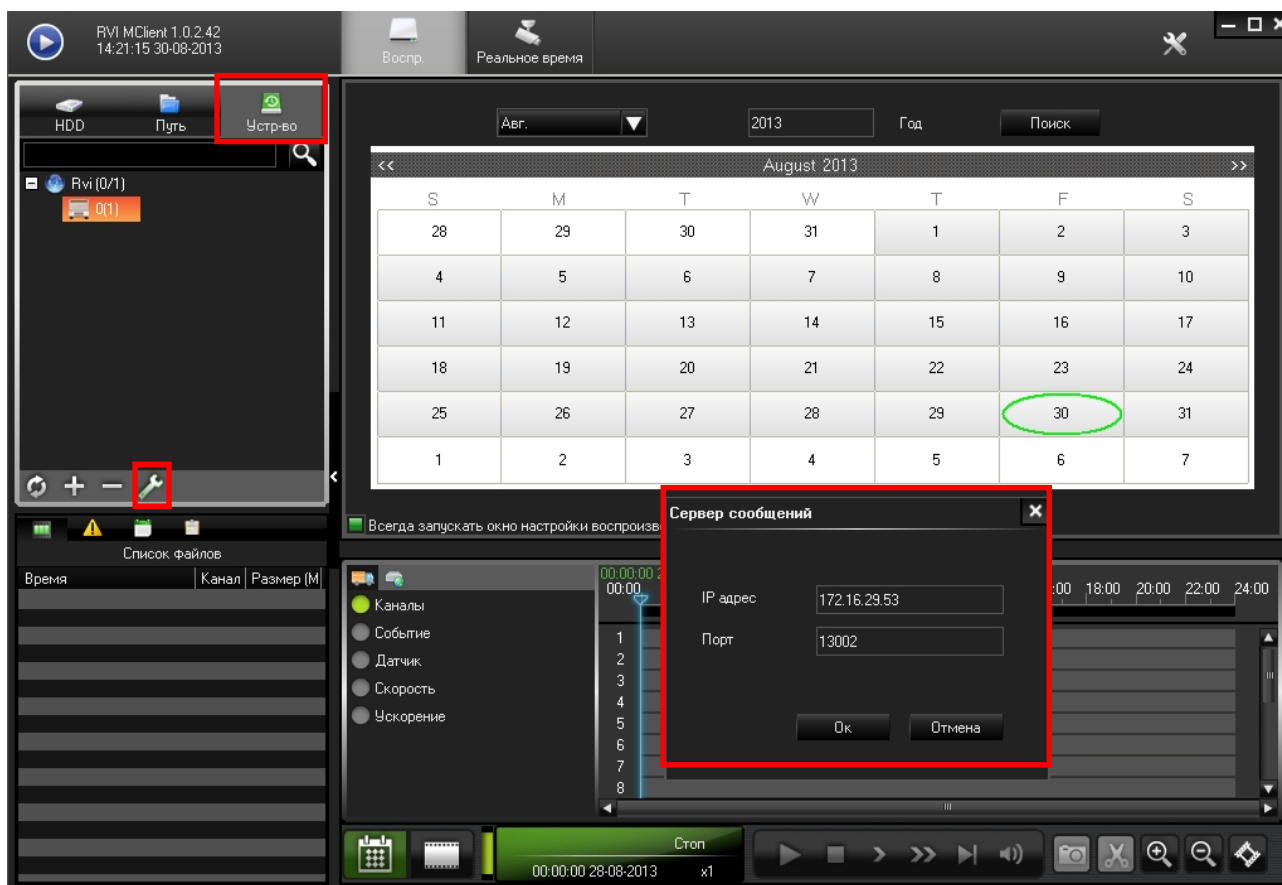 RVI MClient 1.0.2.42
14:21:15 30-08-2013
Воспр.
Реальное время
HDD
Путь
Устр-во
Rvi (0/1)
0(1)
Авг.
2013
Год
Поиск
<< August 2013 >>
S M T W T F S
28 29 30 31 1 2 3
4 5 6 7 8 9 10
11 12 13 14 15 16 17
18 19 20 21 22 23 24
25 26 27 28 29 30 31
1 2 3 4 5 6 7
Всегда запускать окно настройки воспроизв
Список файлов
Время Канал Размер (М
Каналы
Событие
Датчик
Скорость
Ускорение
00:00:00 2
00:00 :00 18:00 20:00 22:00 24:00
1
2
3
4
5
6
7
8
Сервер сообщений
IP адрес 172.16.29.53
Порт 13002
Ок Отмена
Стоп
00:00:00 28-08-2013 x1